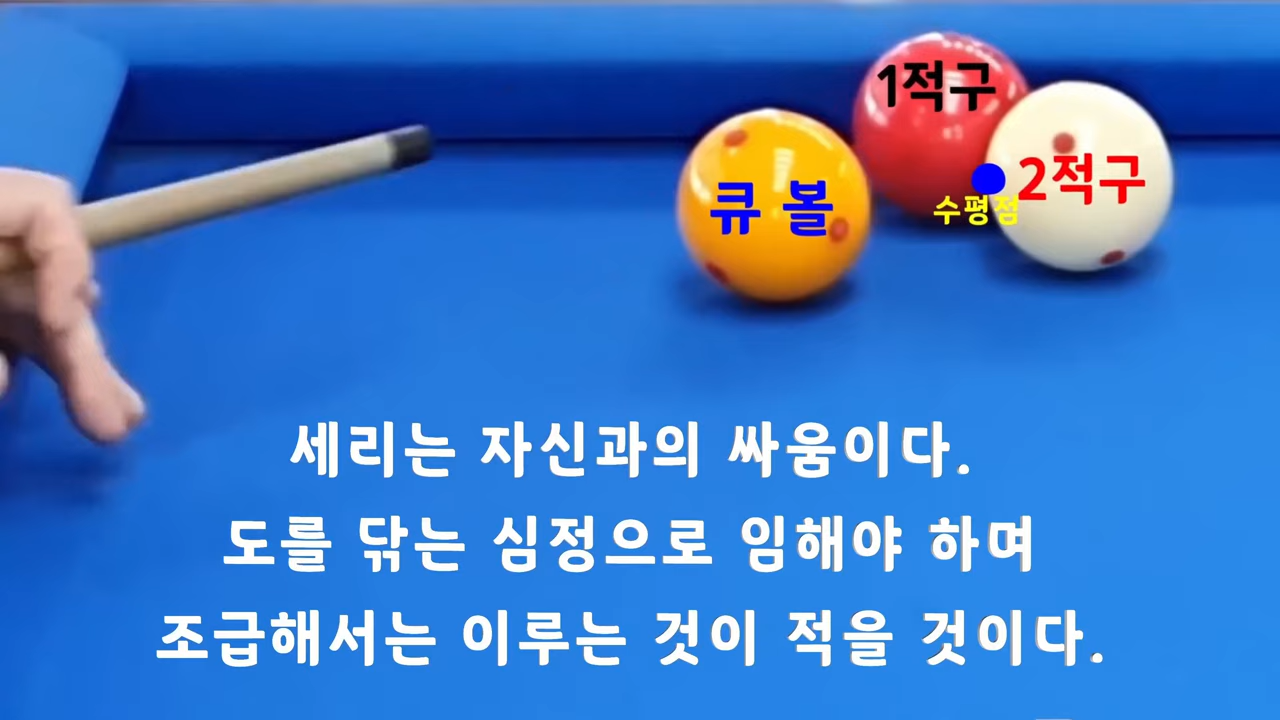 1적구
큐 볼
2적구
수평점
세리는 자신과의 싸움이다.
도를 닦는 심정으로 임해야 하며
조급해서는 이루는 것이 적을 것이다.